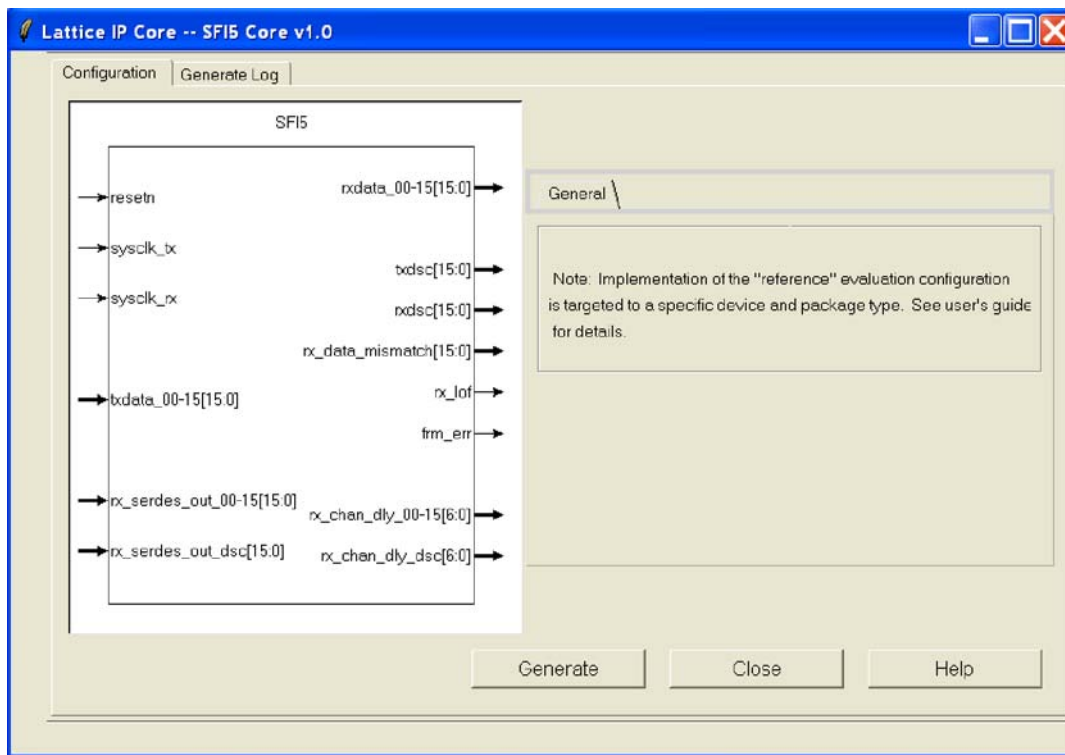 Lattice IP Core -- SFI5 Core v1.0
Configuration
Generate Log
SFI5
resetn
sysclk_tx
sysclk_rx
txdata_00-15[15:0]
rx_serdes_out_00-15[15:0]
rx_serdes_out_dsc[15:0]
rxdata_00-15[15:0]
txdsc[15:0]
rxdsc[15:0]
rx_data_mismatch[15:0]
rx_lof
frm_err
rx_chan_dly_00-15[6:0]
rx_chan_dly_dsc[6:0]
General
Note: Implementation of the "reference" evaluation configuration
is targeted to a specific device and package type. See user's guide
for details.
Generate
Close
Help